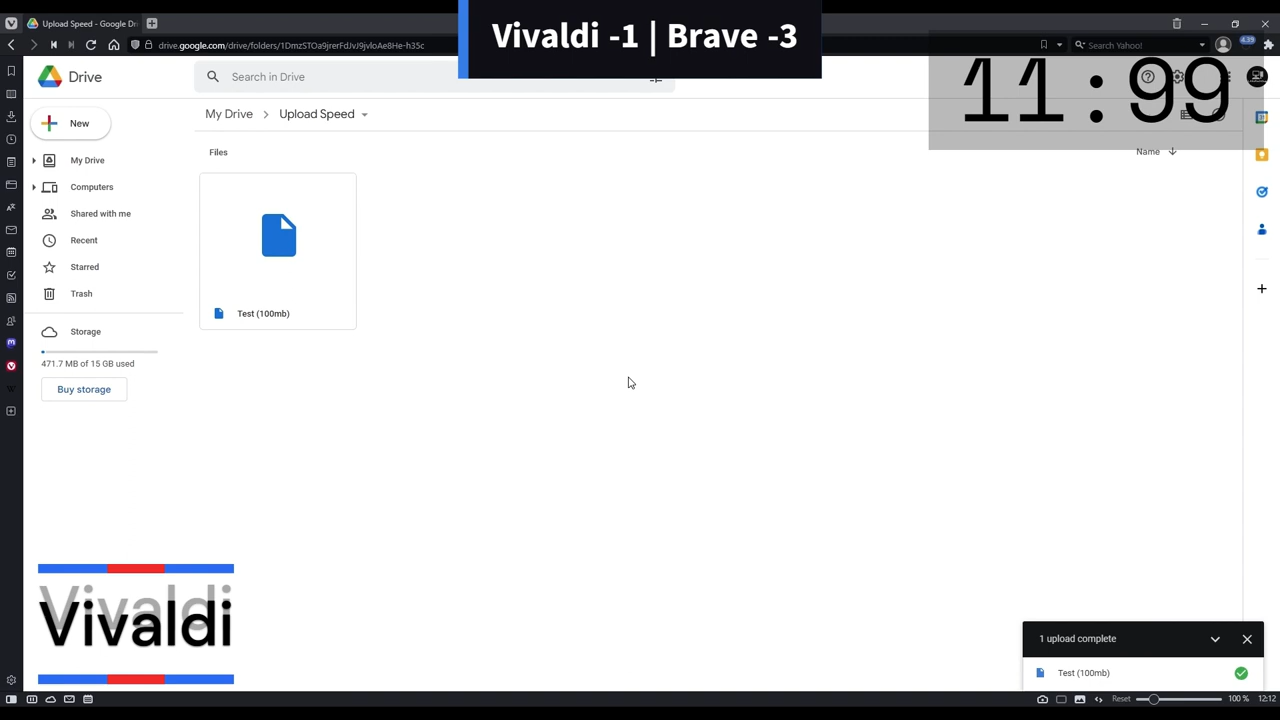 Upload Speed - Google Dri
drive.google.com/drive/folders/1DmzSTOa9jrerFdJvJ9jvloAe8He-h35c
Vivaldi -1 | Brave -3
Search Yahoo!
4.39
Drive
Search in Drive
11:99
New
My Drive
Upload Speed
Files
Name
My Drive
Computers
Shared with me
Recent
Starred
Trash
Storage
471.7 MB of 15 GB used
Buy storage
Test (100mb)
Vivaldi
1 upload complete
Test (100mb)
Reset
100 %
12:12